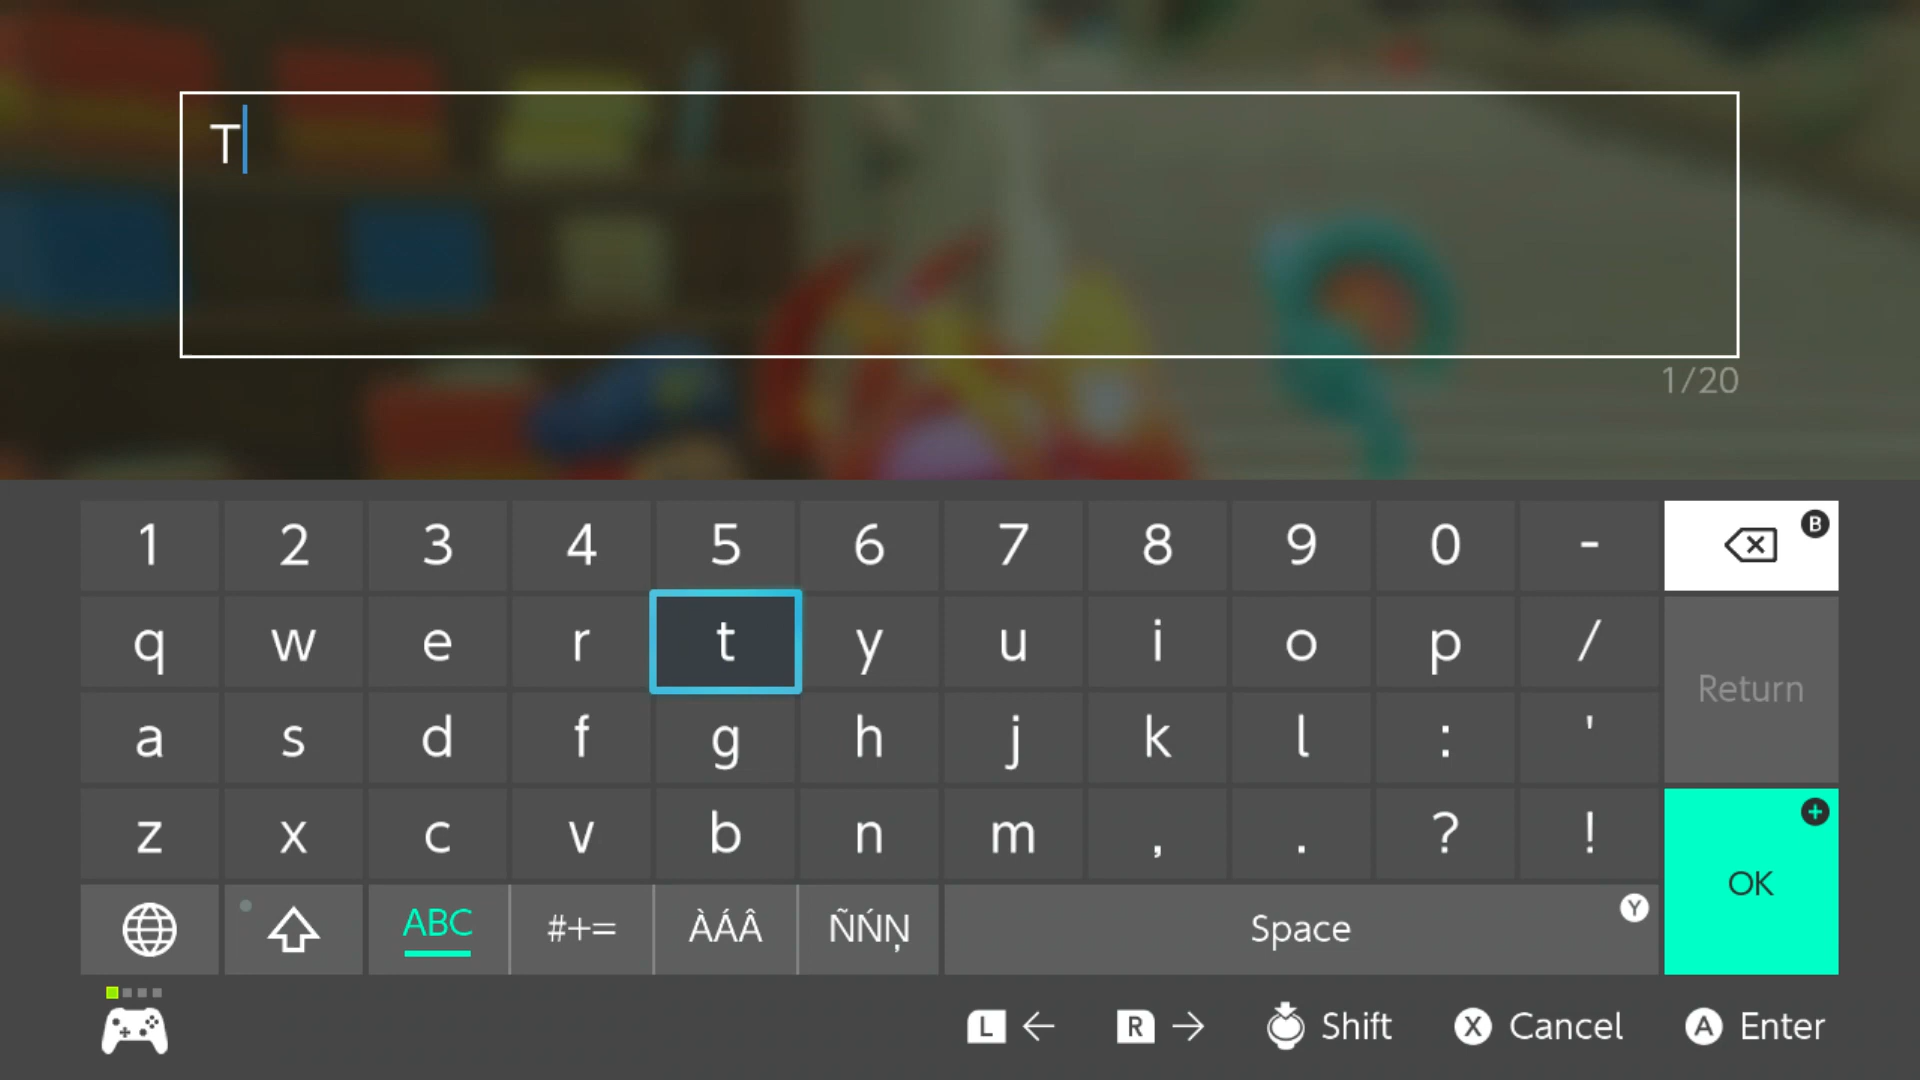 T
1/20
1 2 3 4 5 6 7 8 9 0 - B
q w e r t y u i o p /
Return
a s d f g h j k l : '
z x c v b n m , . ? ! +
OK
ABC #+= ÀÁÂ ÑŃŅ Space Y
L ← R → Shift X Cancel A Enter